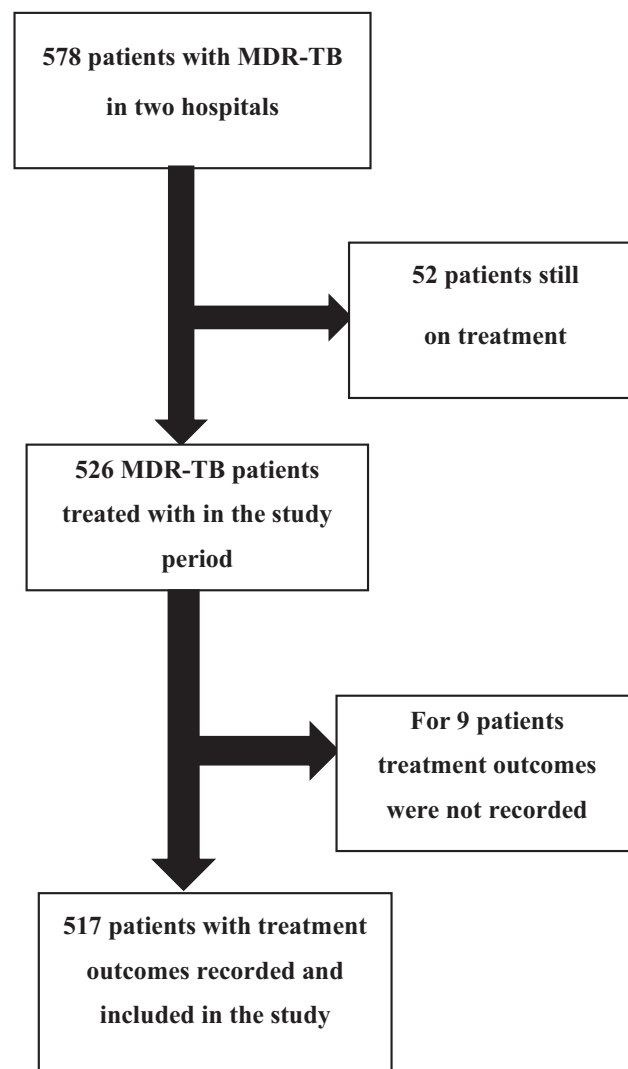 578 patients with MDR-TB
in two hospitals
52 patients still
on treatment
526 MDR-TB patients
treated with in the study
period
For 9 patients
treatment outcomes
were not recorded
517 patients with treatment
outcomes recorded and
included in the study